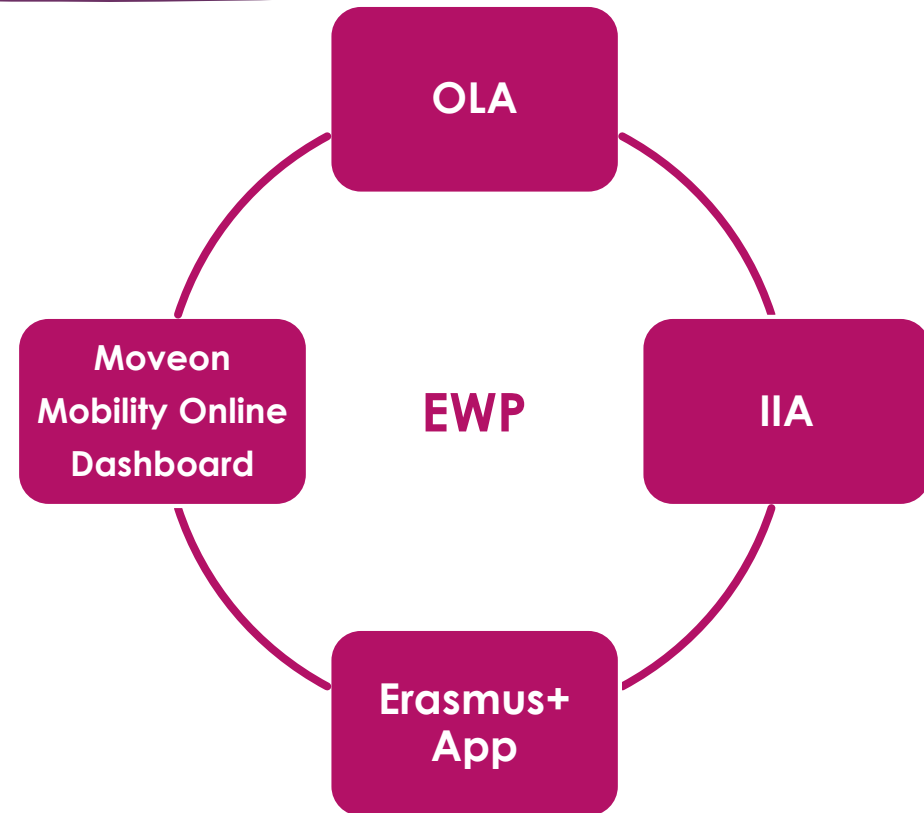 OLA
Moveon
Mobility Online
Dashboard
EWP
IIA
Erasmus+
App